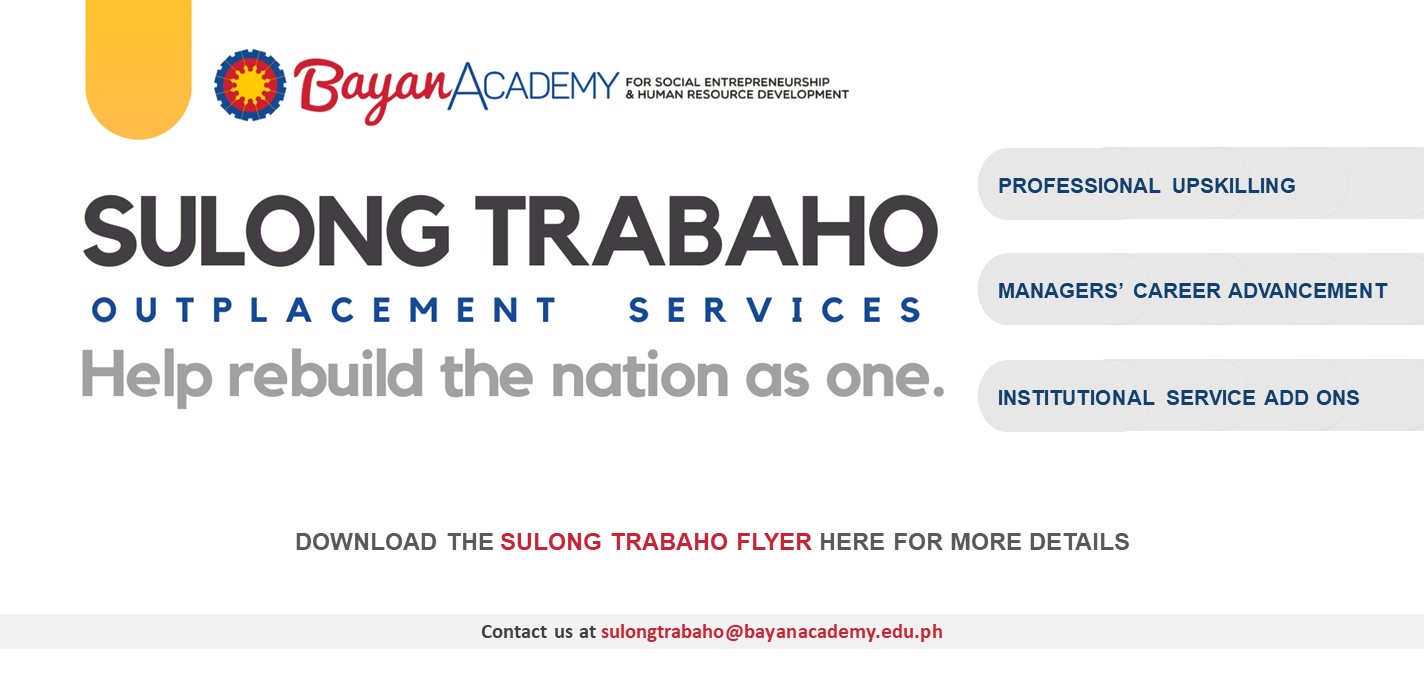 Bayan ACADEMY FOR SOCIAL ENTREPRENEURSHIP
& HUMAN RESOURCE DEVELOPMENT
SULONG TRABAHO
OUTPLACEMENT SERVICES
Help rebuild the nation as one.
PROFESSIONAL UPSKILLING
MANAGERS’ CAREER ADVANCEMENT
INSTITUTIONAL SERVICE ADD ONS
DOWNLOAD THE SULONG TRABAHO FLYER HERE FOR MORE DETAILS
Contact us at sulongtrabaho@bayanacademy.edu.ph